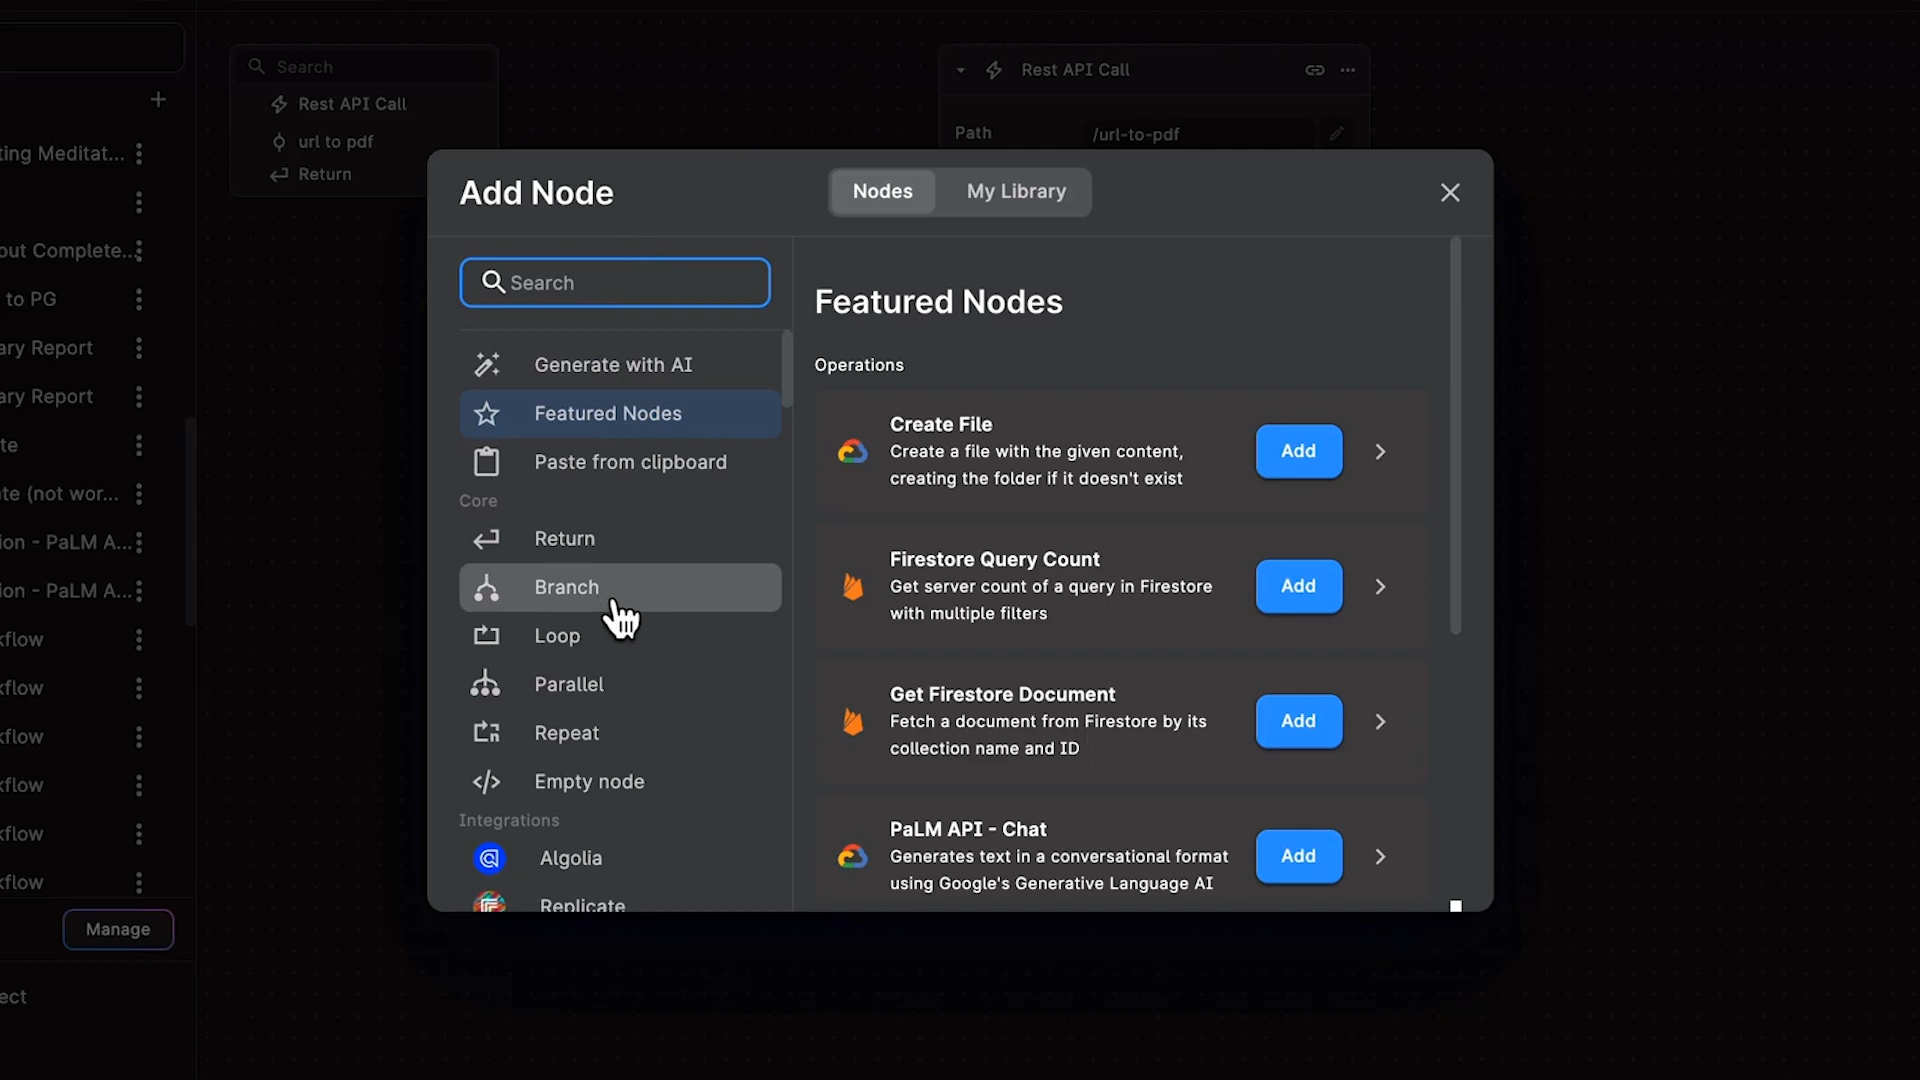 Search
Rest API Call
url to pdf
Return
Rest API Call
Path
/url-to-pdf
ting Meditat...
out Complete...
to PG
ary Report
ary Report
te
te (not wor...
ion - PaLM A...
ion - PaLM A...
kflow
kflow
kflow
kflow
kflow
kflow
Manage
ect
Add Node
Nodes
My Library
Search
Generate with AI
Featured Nodes
Paste from clipboard
Core
Return
Branch
Loop
Parallel
Repeat
Empty node
Integrations
Algolia
Replicate
Featured Nodes
Operations
Create File
Create a file with the given content,
creating the folder if it doesn't exist
Add
Firestore Query Count
Get server count of a query in Firestore
with multiple filters
Add
Get Firestore Document
Fetch a document from Firestore by its
collection name and ID
Add
PaLM API - Chat
Generates text in a conversational format
using Google's Generative Language AI
Add